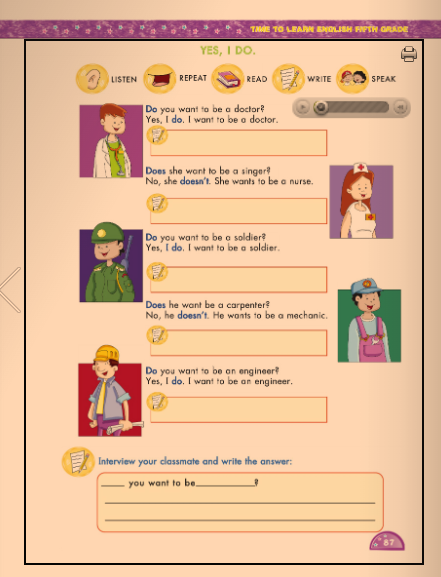 TIME TO LEARN ENGLISH FIFTH GRADE
YES, I DO.
LISTEN
REPEAT
READ
WRITE
SPEAK
Do you want to be a doctor?
Yes, I do. I want to be a doctor.
Does she want to be a singer?
No, she doesn't. She wants to be a nurse.
Do you want to be a soldier?
Yes, I do. I want to be a soldier.
Does he want be a carpenter?
No, he doesn't. He wants to be a mechanic.
Do you want to be an engineer?
Yes, I do. I want to be an engineer.
Interview your classmate and write the answer:
____ you want to be__________?
87